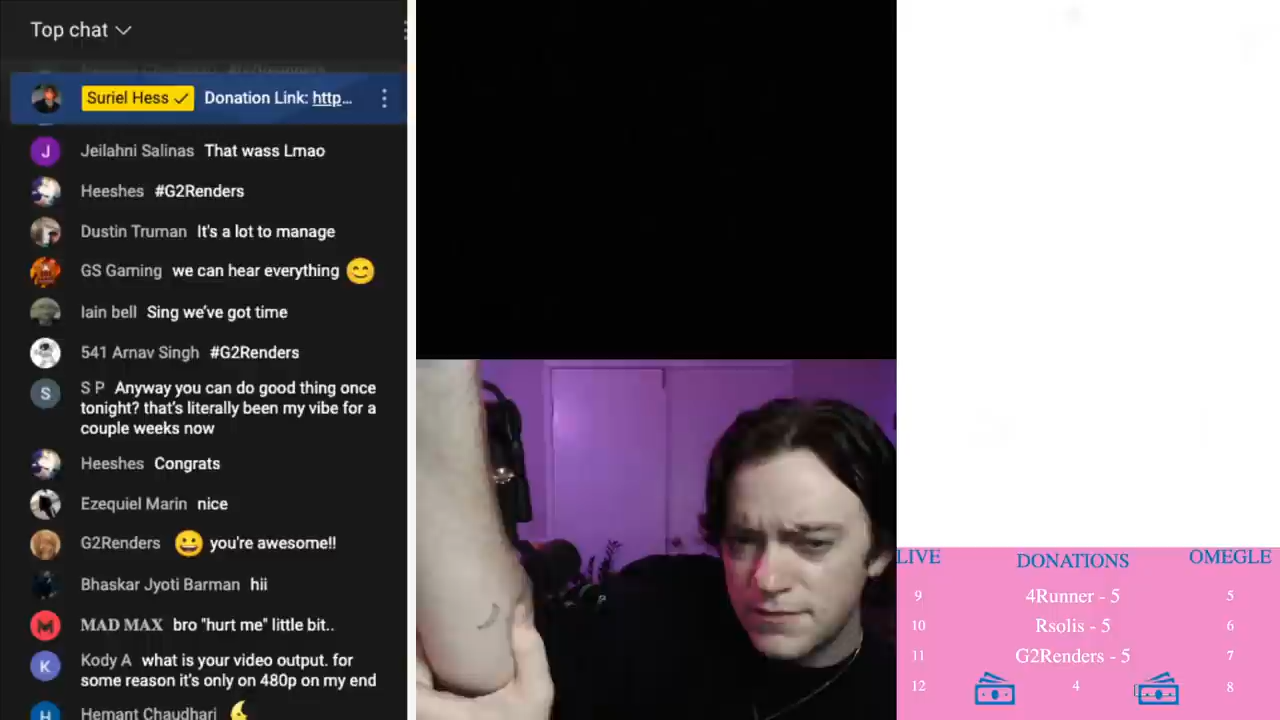 Top chat
Suriel Hess Donation Link: http...
Jeilahni Salinas That wass Lmao
Heeshes #G2Renders
Dustin Truman It's a lot to manage
GS Gaming we can hear everything 😊
Iain bell Sing we've got time
541 Arnav Singh #G2Renders
S P Anyway you can do good thing once
tonight? that's literally been my vibe for a
couple weeks now
Heeshes Congrats
Ezequiel Marin nice
G2Renders 😀 you're awesome!!
Bhaskar Jyoti Barman hii
MAD MAX bro "hurt me" little bit..
Kody A what is your video output. for
some reason it's only on 480p on my end
Hemant Chaudhari 🌜
J
S
M
K
H
LIVE DONATIONS OMEGLE
9 4Runner - 5 5
10 Rsolis - 5 6
11 G2Renders - 5 7
12 4 8